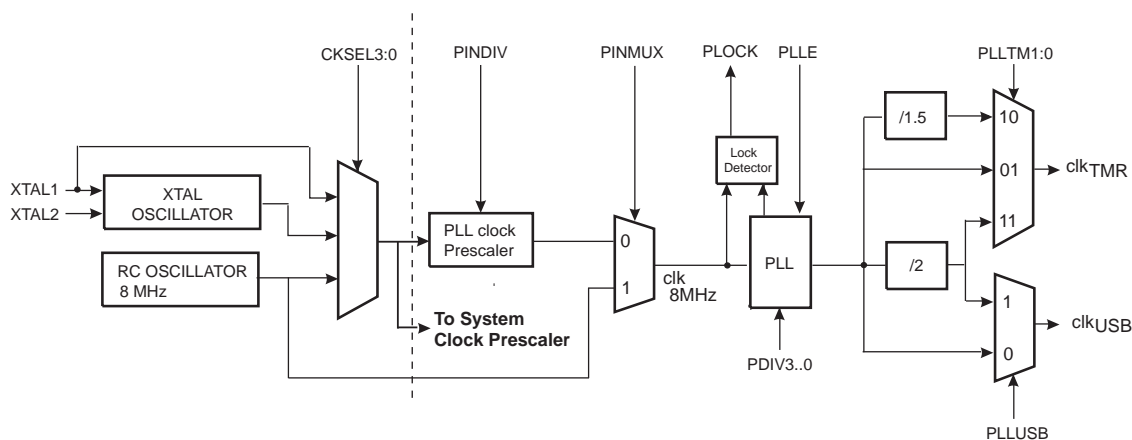 CKSEL3:0
PINDIV
PINMUX
PLOCK
PLLE
PLLTM1:0
XTAL1
XTAL2
XTAL
OSCILLATOR
RC OSCILLATOR
8 MHz
PLL clock
Prescaler
To System
Clock Prescaler
0
1
clk
8MHz
Lock
Detector
PLL
PDIV3..0
/1.5
/2
10
01
11
clkTMR
1
0
clkUSB
PLLUSB